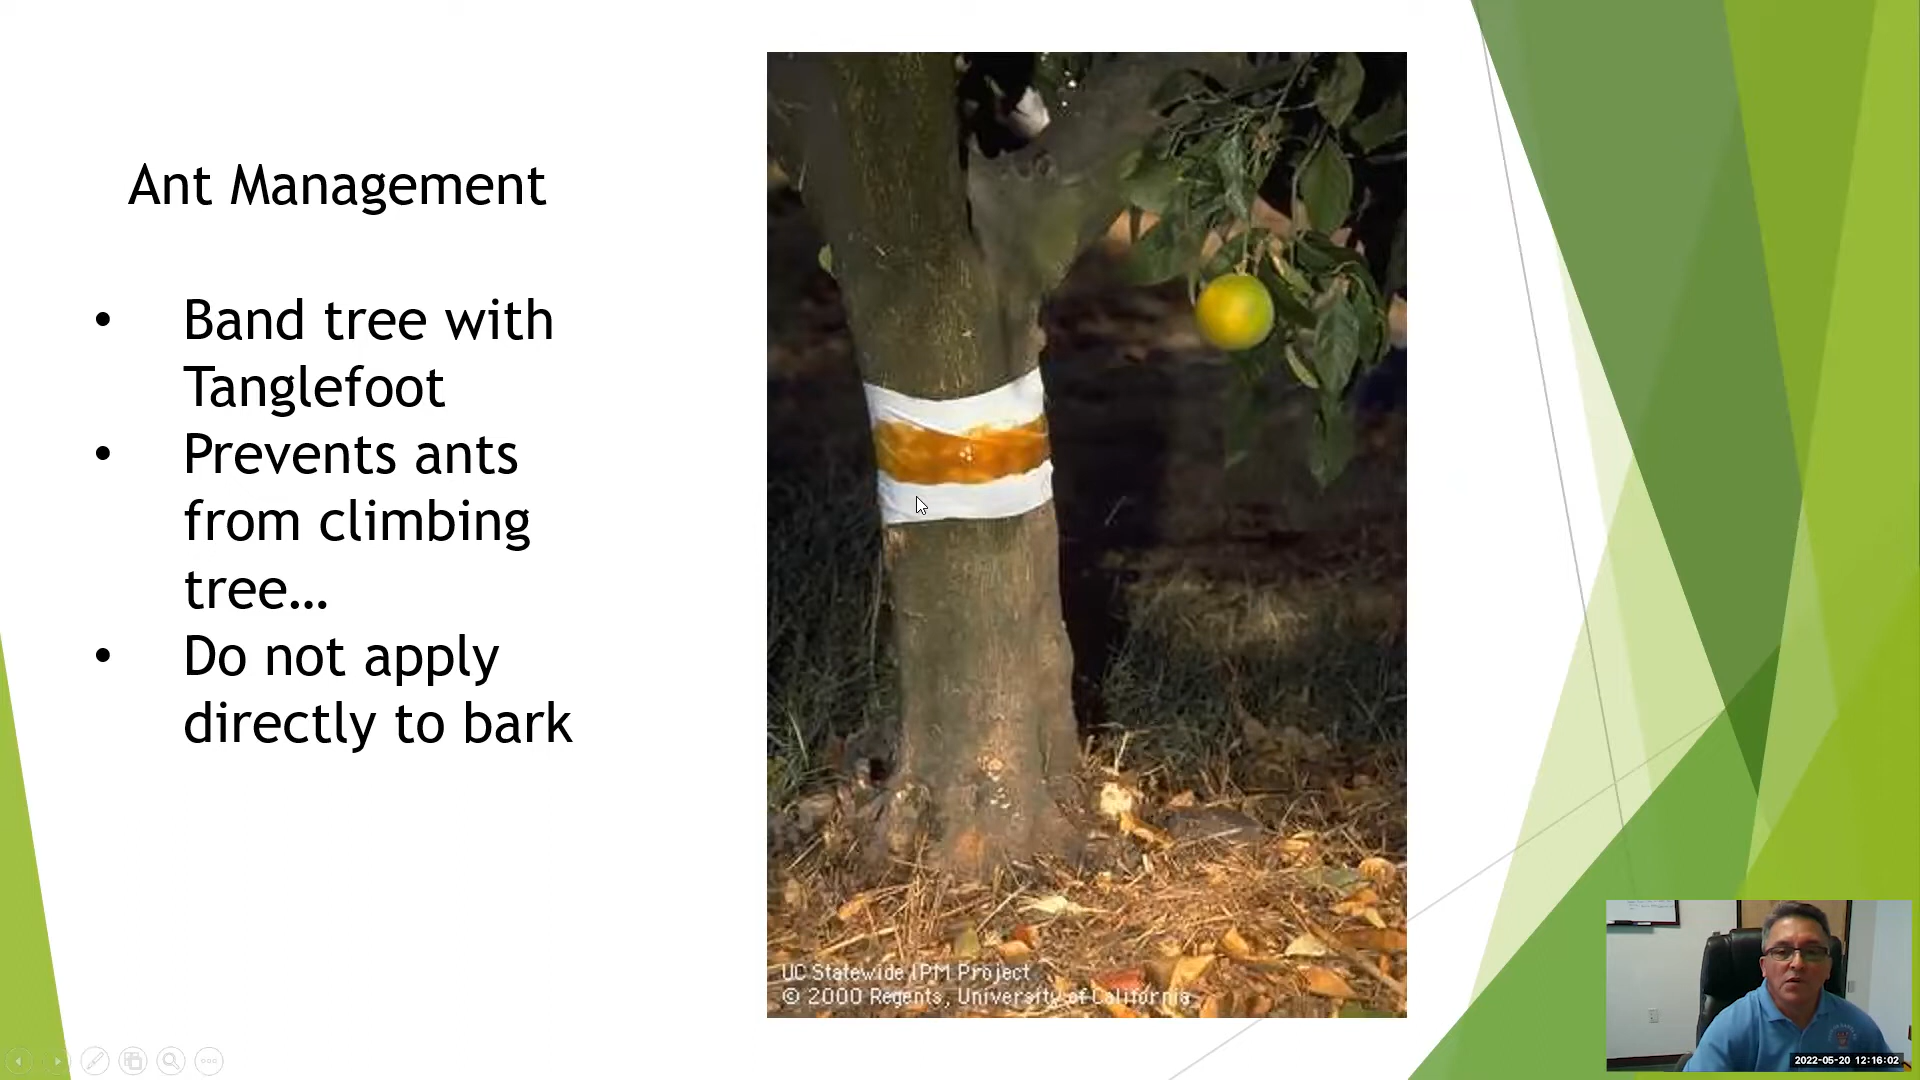 Ant Management
• Band tree with
Tanglefoot
• Prevents ants
from climbing
tree...
• Do not apply
directly to bark
UC Statewide IPM Project
© 2000 Regents, University of California
2022-05-20 12:16:02